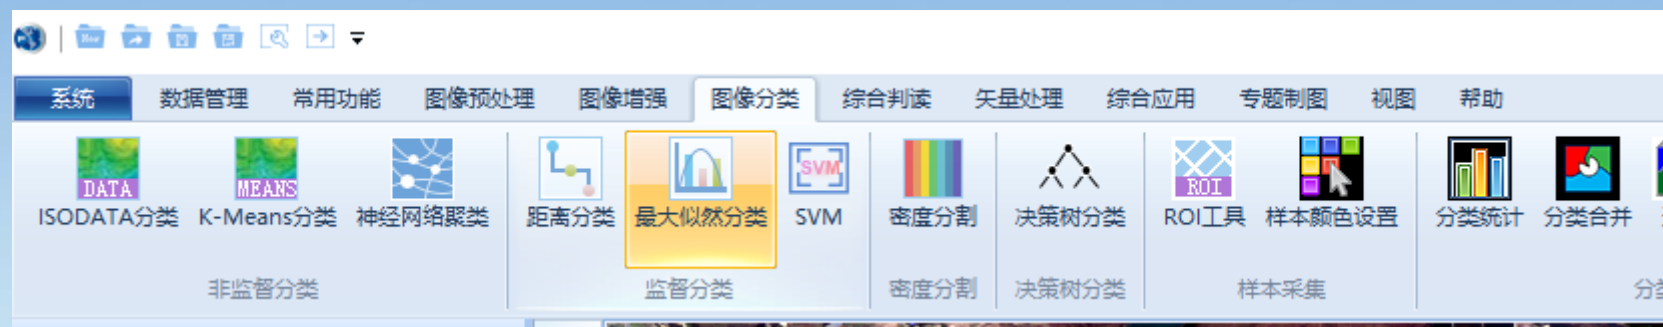 New
系统 数据管理 常用功能 图像预处理 图像增强 图像分类 综合判读 矢量处理 综合应用 专题制图 视图 帮助
DATA MEANS SVM ROI
ISODATA分类 K-Means分类 神经网络聚类 距离分类 最大似然分类 SVM 密度分割 决策树分类 ROI工具 样本颜色设置 分类统计 分类合并
非监督分类 监督分类 密度分割 决策树分类 样本采集 分